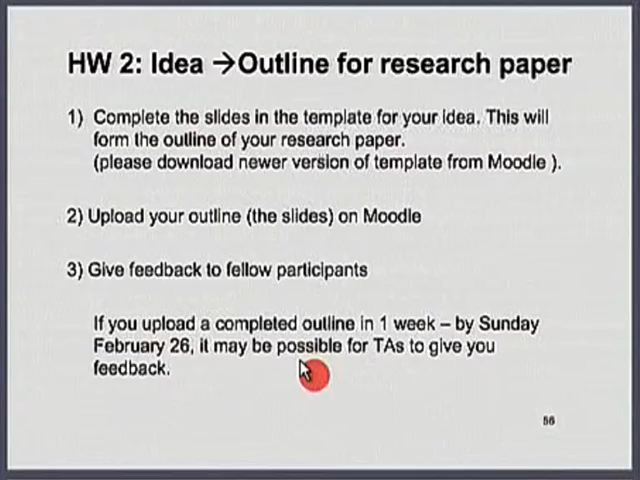 HW 2: Idea →Outline for research paper
1) Complete the slides in the template for your idea. This will
form the outline of your research paper.
(please download newer version of template from Moodle ).
2) Upload your outline (the slides) on Moodle
3) Give feedback to fellow participants
If you upload a completed outline in 1 week – by Sunday
February 26, it may be possible for TAs to give you
feedback.
56